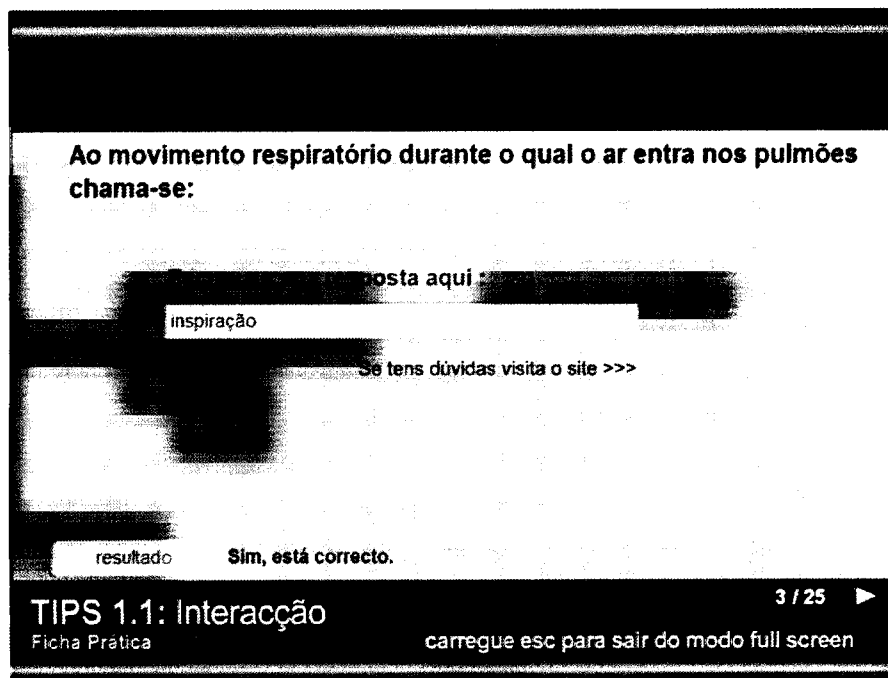 Ao movimento respiratório durante o qual o ar entra nos pulmões
chama-se:
posta aqui :
inspiração
Se tens dúvidas visita o site >>>
resultado Sim, está correcto.
3 / 25
TIPS 1.1: Interacção
Ficha Prática
carregue esc para sair do modo full screen